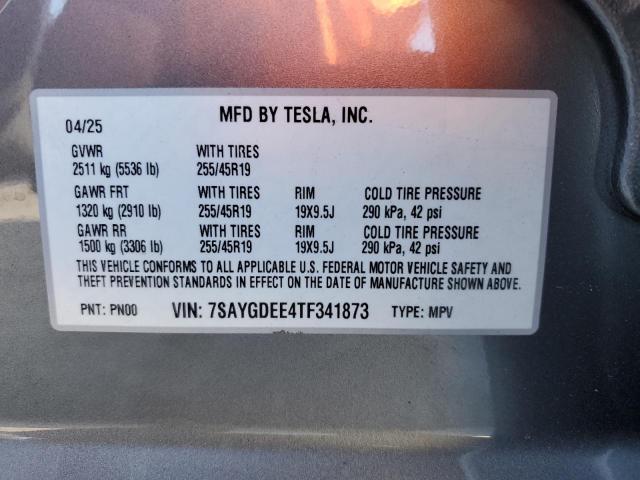 MFD BY TESLA, INC.
04/25
GVWR WITH TIRES
2511 kg (5536 lb) 255/45R19
GAWR FRT WITH TIRES RIM COLD TIRE PRESSURE
1320 kg (2910 lb) 255/45R19 19X9.5J 290 kPa, 42 psi
GAWR RR WITH TIRES RIM COLD TIRE PRESSURE
1500 kg (3306 lb) 255/45R19 19X9.5J 290 kPa, 42 psi
THIS VEHICLE CONFORMS TO ALL APPLICABLE U.S. FEDERAL MOTOR VEHICLE SAFETY AND
THEFT PREVENTION STANDARDS IN EFFECT ON THE DATE OF MANUFACTURE SHOWN ABOVE.
PNT: PN00 VIN: 7SAYGDEE4TF341873 TYPE: MPV